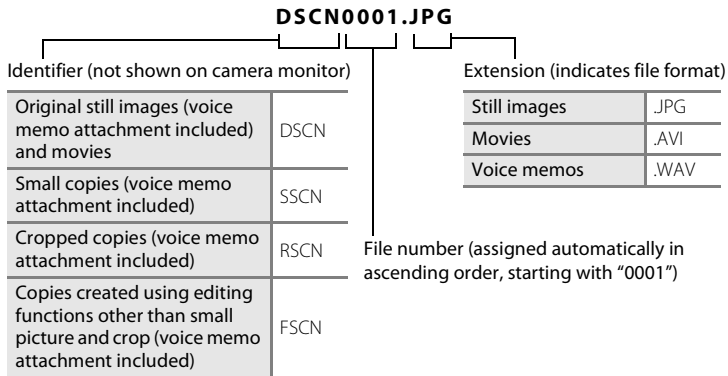 DSCN0001.JPG
Identifier (not shown on camera monitor)
Original still images (voice
memo attachment included)
and movies
DSCN
Small copies (voice memo
attachment included)
SSCN
Cropped copies (voice memo
attachment included)
RSCN
Copies created using editing
functions other than small
picture and crop (voice memo
attachment included)
FSCN
Extension (indicates file format)
Still images .JPG
Movies .AVI
Voice memos .WAV
File number (assigned automatically in
ascending order, starting with “0001”)